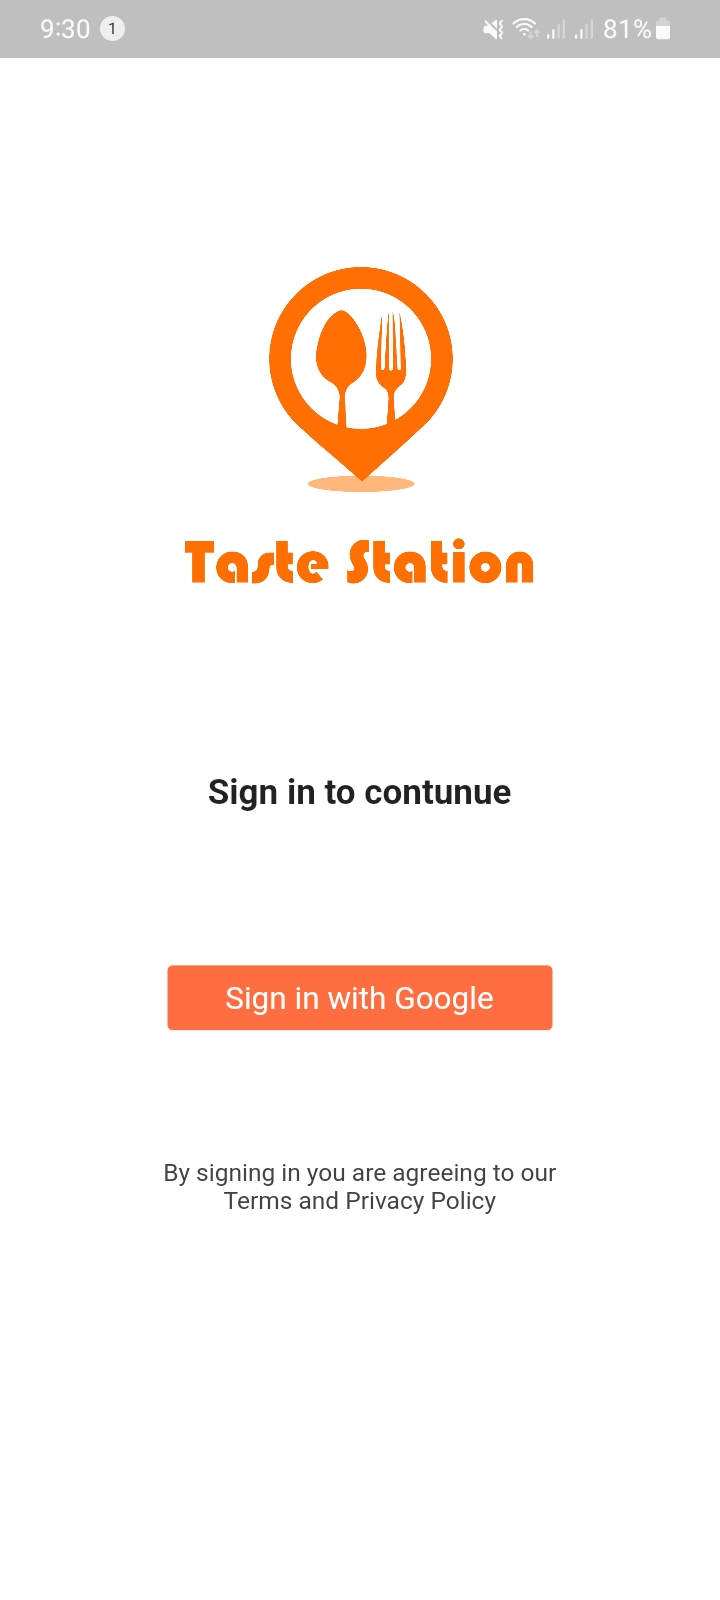 9:30 1 81%
Taste Station
Sign in to contunue
Sign in with Google
By signing in you are agreeing to our
Terms and Privacy Policy